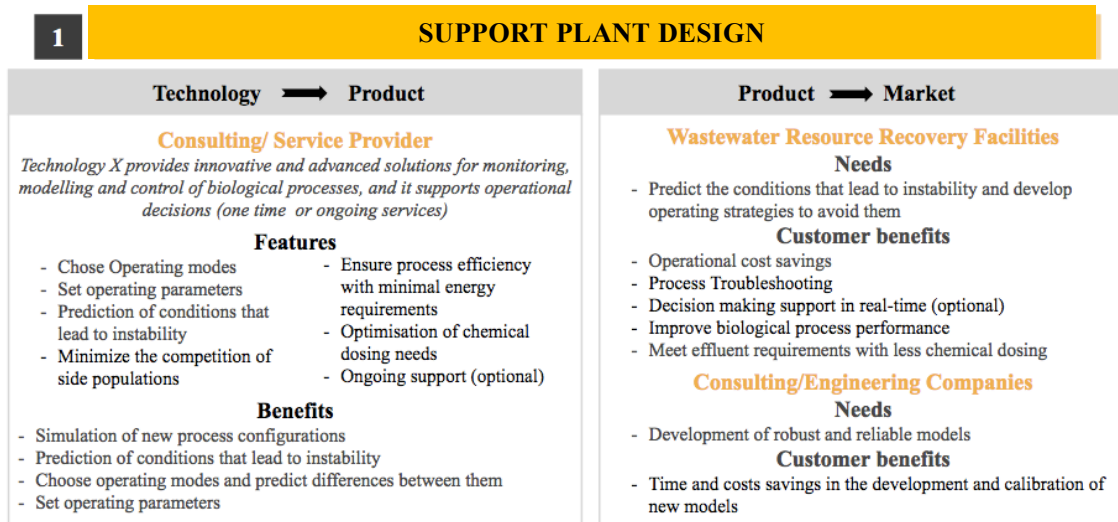 1
SUPPORT PLANT DESIGN
Technology → Product
Consulting/ Service Provider
Technology X provides innovative and advanced solutions for monitoring,
modelling and control of biological processes, and it supports operational
decisions (one time or ongoing services)
Features
- Chose Operating modes
- Set operating parameters
- Prediction of conditions that
lead to instability
- Minimize the competition of
side populations
- Ensure process efficiency
with minimal energy
requirements
- Optimisation of chemical
dosing needs
- Ongoing support (optional)
Benefits
- Simulation of new process configurations
- Prediction of conditions that lead to instability
- Choose operating modes and predict differences between them
- Set operating parameters
Product → Market
Wastewater Resource Recovery Facilities
Needs
- Predict the conditions that lead to instability and develop
operating strategies to avoid them
Customer benefits
- Operational cost savings
- Process Troubleshooting
- Decision making support in real-time (optional)
- Improve biological process performance
- Meet effluent requirements with less chemical dosing
Consulting/Engineering Companies
Needs
- Development of robust and reliable models
Customer benefits
- Time and costs savings in the development and calibration of
new models